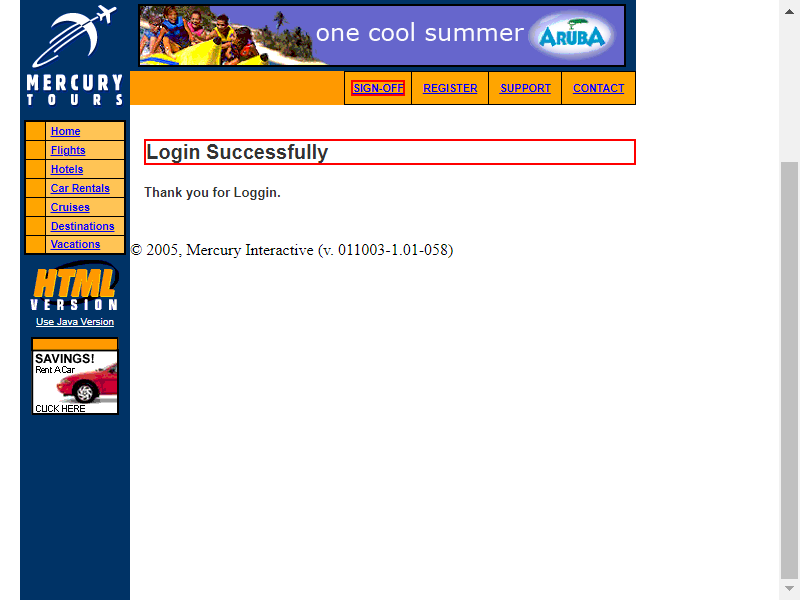 one cool summer ARUBA
MERCURY
TOURS
SIGN-OFF REGISTER SUPPORT CONTACT
Home
Flights
Hotels
Car Rentals
Cruises
Destinations
Vacations
Login Successfully
Thank you for Loggin.
© 2005, Mercury Interactive (v. 011003-1.01-058)
HTML
VERSION
Use Java Version
SAVINGS!
Rent A Car
CLICK HERE